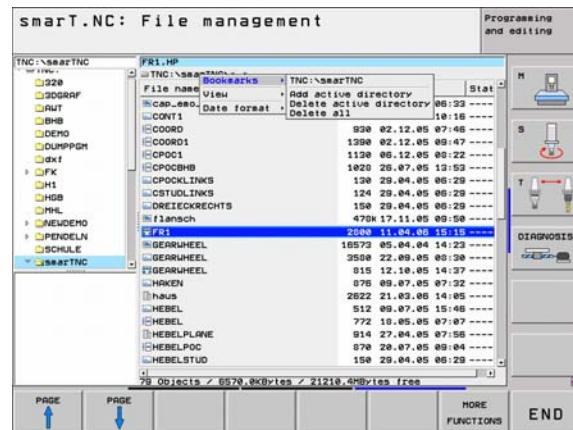 smarT.NC: File management
Programming and editing
TNC:\smarTNC
FR1.HP
320
3DGRAF
AWT
BHB
DEMO
DUMPPGM
dxf
FK
H1
HGB
MHL
NEWDEMO
PENDELN
SCHULE
smarTNC
File name
Stat
Bookmarks
View
Date format
TNC:\smarTNC
Add active directory
Delete active directory
Delete all
06:33 ----
CONT1 10:16 ----
COORD 930 02.12.05 07:46 ----
COORD1 1390 02.12.05 09:47 ----
CPOC1 1130 06.12.05 08:22 ----
CPOCBHB 1028 26.07.05 13:53 ----
CPOCKLINKS 130 29.04.05 06:29 ----
CSTUDLINKS 124 29.04.05 06:29 ----
DREIECKRECHTS 150 29.04.05 06:29 ----
flansch 478K 17.11.05 09:50 ----
FR1 2800 11.04.06 15:15 ----
GEARWHEEL 16573 05.04.04 14:23 ----
GEARWHEEL 3580 22.09.05 08:30 ----
GEARWHEEL 815 12.10.05 14:37 ----
HAKEN 876 09.07.05 07:32 ----
haus 2622 21.03.06 14:05 ----
HEBEL 512 09.07.05 15:46 ----
HEBEL 772 18.05.05 07:07 ----
HEBELPLANE 914 27.04.05 07:56 ----
HEBELPOC 870 20.07.05 09:04 ----
HEBELSTUD 150 29.04.05 06:29 ----
79 Objects / 6570.0KBytes / 21210.4MBytes free
M
S
T
DIAGNOSIS
PAGE
PAGE
MORE FUNCTIONS
END